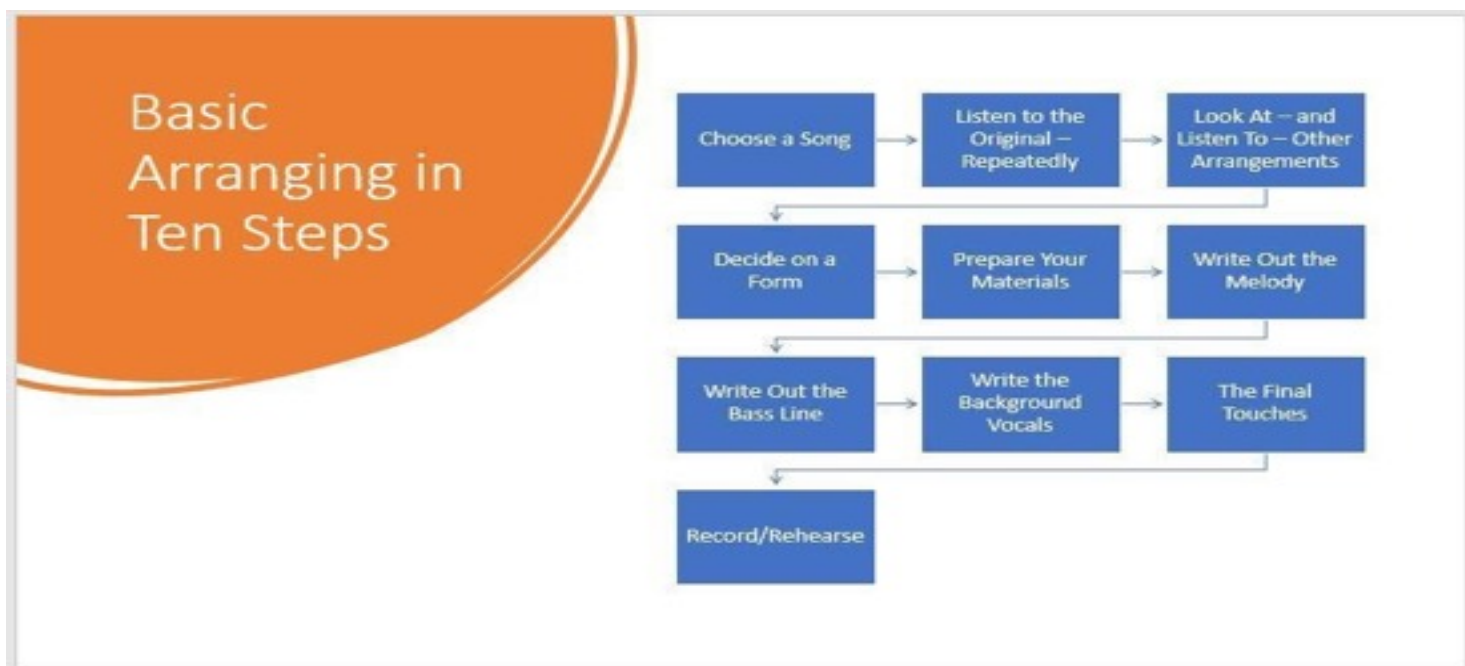 Basic
Arranging in
Ten Steps
Choose a Song
Listen to the
Original –
Repeatedly
Look At – and
Listen To – Other
Arrangements
Decide on a
Form
Prepare Your
Materials
Write Out the
Melody
Write Out the
Bass Line
Write the
Background
Vocals
The Final
Touches
Record/Rehearse